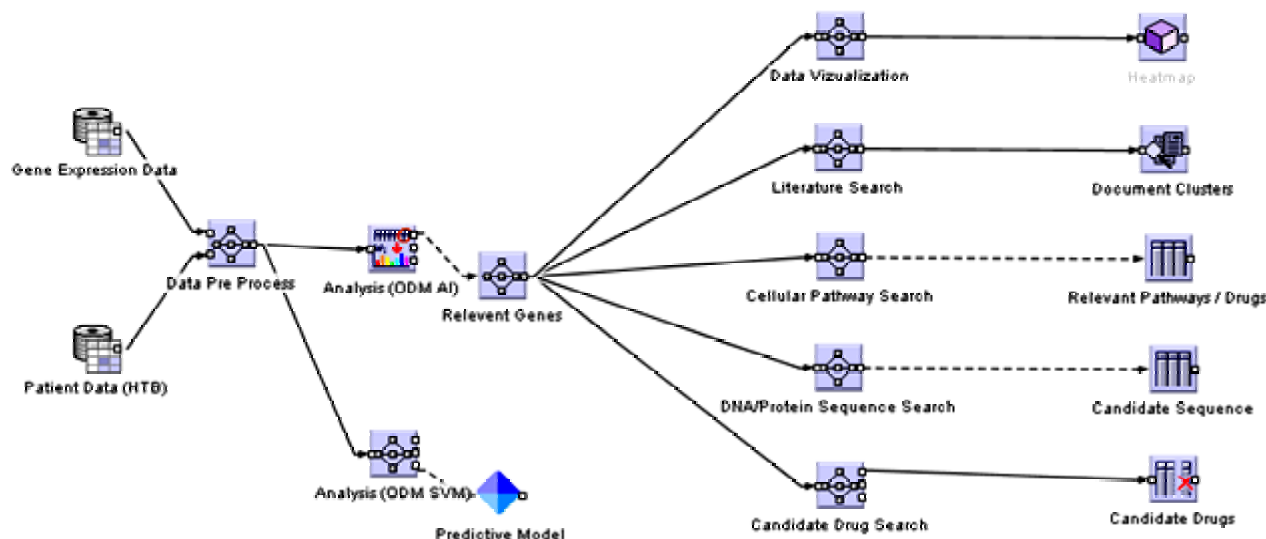 Data Vizualization
Heatmap
Gene Expression Data
Literature Search
Document Clusters
Data Pre Process
Analysis (ODM AI)
Relevent Genes
Cellular Pathway Search
Relevant Pathways / Drugs
Patient Data (HTB)
DNA/Protein Sequence Search
Candidate Sequence
Analysis (ODM SVM)
Predictive Model
Candidate Drug Search
Candidate Drugs